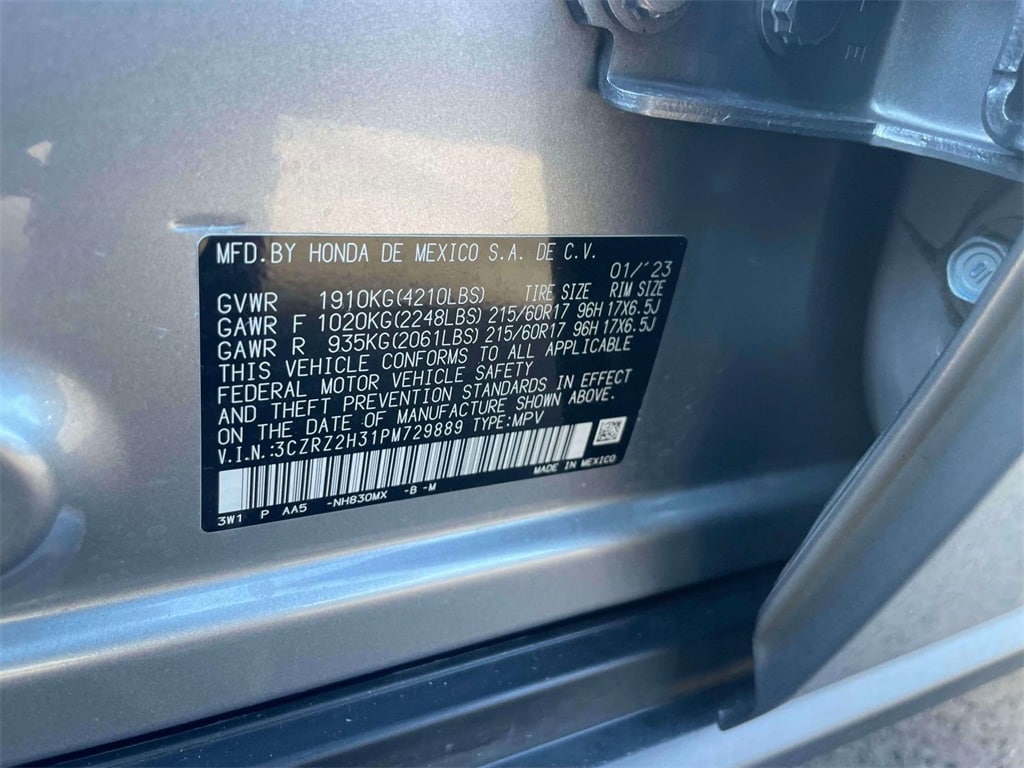 MFD.BY HONDA DE MEXICO S.A. DE C.V.
01/'23
GVWR 1910KG(4210LBS) TIRE SIZE RIM SIZE
GAWR F 1020KG(2248LBS) 215/60R17 96H 17X6.5J
GAWR R 935KG(2061LBS) 215/60R17 96H 17X6.5J
THIS VEHICLE CONFORMS TO ALL APPLICABLE
FEDERAL MOTOR VEHICLE SAFETY
AND THEFT PREVENTION STANDARDS IN EFFECT
ON THE DATE OF MANUFACTURE SHOWN ABOVE.
V.I.N.:3CZRZ2H31PM729889 TYPE:MPV
MADE IN MEXICO
3W1 P AA5 -NH830MX -B -M